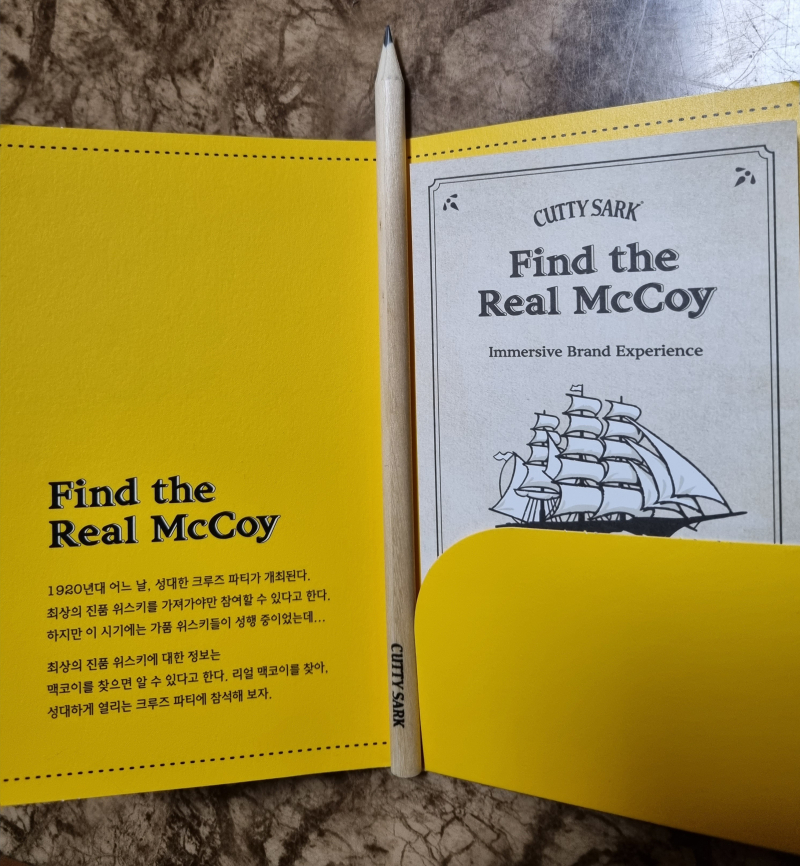 Find the
Real McCoy
1920년대 어느 날, 성대한 크루즈 파티가 개최된다.
최상의 진품 위스키를 가져가야만 참여할 수 있다고 한다.
하지만 이 시기에는 가품 위스키들이 성행 중이었는데...
최상의 진품 위스키에 대한 정보는
맥코이를 찾으면 알 수 있다고 한다. 리얼 맥코이를 찾아,
성대하게 열리는 크루즈 파티에 참석해 보자.
CUTTY SARK
CUTTY SARK
Find the
Real McCoy
Immersive Brand Experience